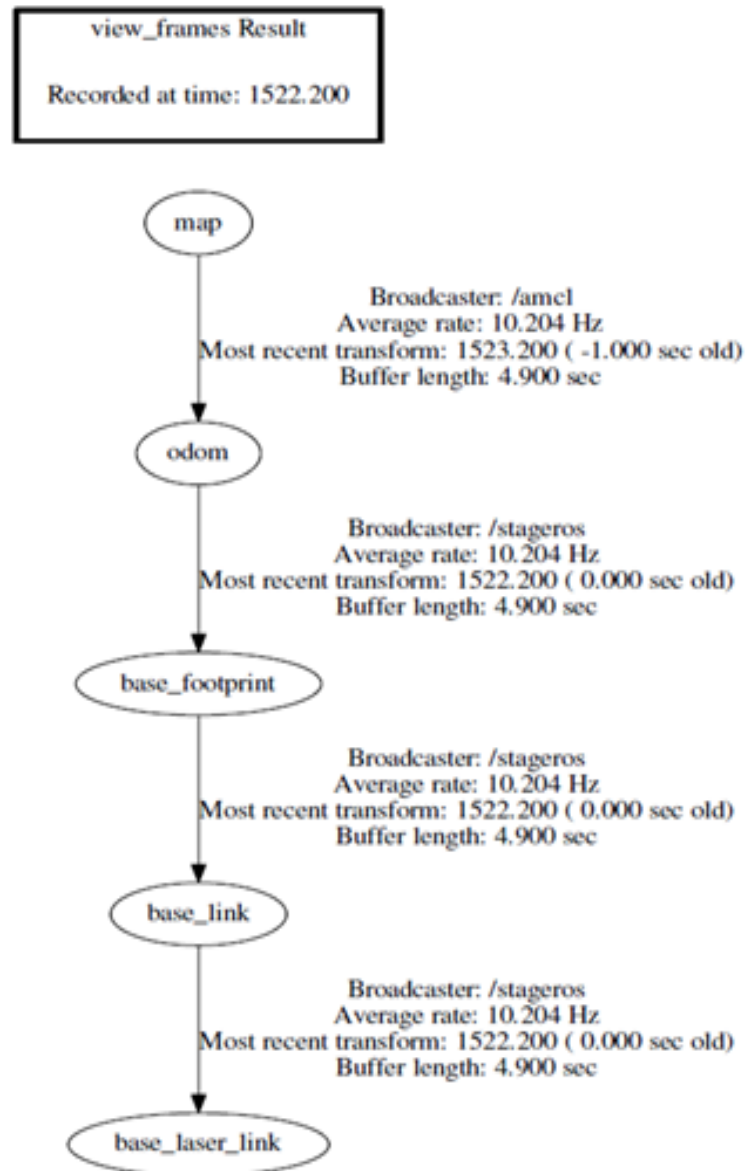 view_frames Result
Recorded at time: 1522.200
map
Broadcaster: /amcl
Average rate: 10.204 Hz
Most recent transform: 1523.200 ( -1.000 sec old)
Buffer length: 4.900 sec
odom
Broadcaster: /stageros
Average rate: 10.204 Hz
Most recent transform: 1522.200 ( 0.000 sec old)
Buffer length: 4.900 sec
base_footprint
Broadcaster: /stageros
Average rate: 10.204 Hz
Most recent transform: 1522.200 ( 0.000 sec old)
Buffer length: 4.900 sec
base_link
Broadcaster: /stageros
Average rate: 10.204 Hz
Most recent transform: 1522.200 ( 0.000 sec old)
Buffer length: 4.900 sec
base_laser_link